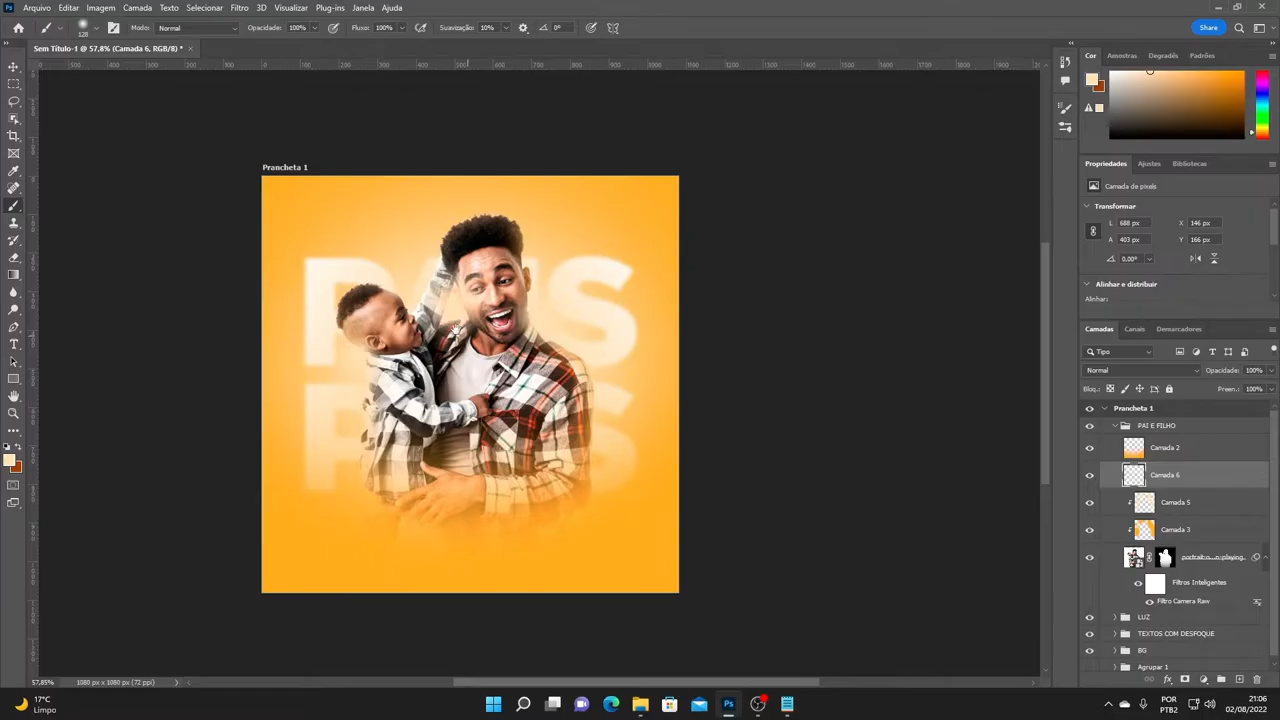 Arquivo Editar Imagem Camada Texto Selecionar Filtro 3D Visualizar Plug-ins Janela Ajuda
Modo: Normal Opacidade: 100% Fluxo: 100% Suavização: 10% 0° Share
Sem Título-1 @ 57,8% (Camada 6, RGB/8) * ×
Cor Amostras Degradês Padrões
Prancheta 1
PAIS
PAIS
Propriedades Ajustes Bibliotecas
Camada de pixels
Transformar
L 688 px X 146 px
A 403 px Y 166 px
0,00°
Alinhar e distribuir
Alinhar:
Camadas Canais Demarcadores
Tipo
Normal Opacidade: 100%
Bloq.: Preen.: 100%
Prancheta 1
PAI E FILHO
Camada 2
Camada 6
Camada 5
Camada 3
portrait-o...n-playing...
Filtros Inteligentes
Filtro Camera Raw
LUZ
TEXTOS COM DESFOQUE
BG
Agrupar 1
57,85% 1080 px x 1080 px (72 ppi)
17°C
Limpo
POR
PTB2
21:06
02/08/2022